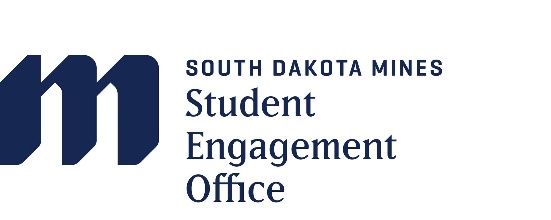 SOUTH DAKOTA MINES
Student
Engagement
Office